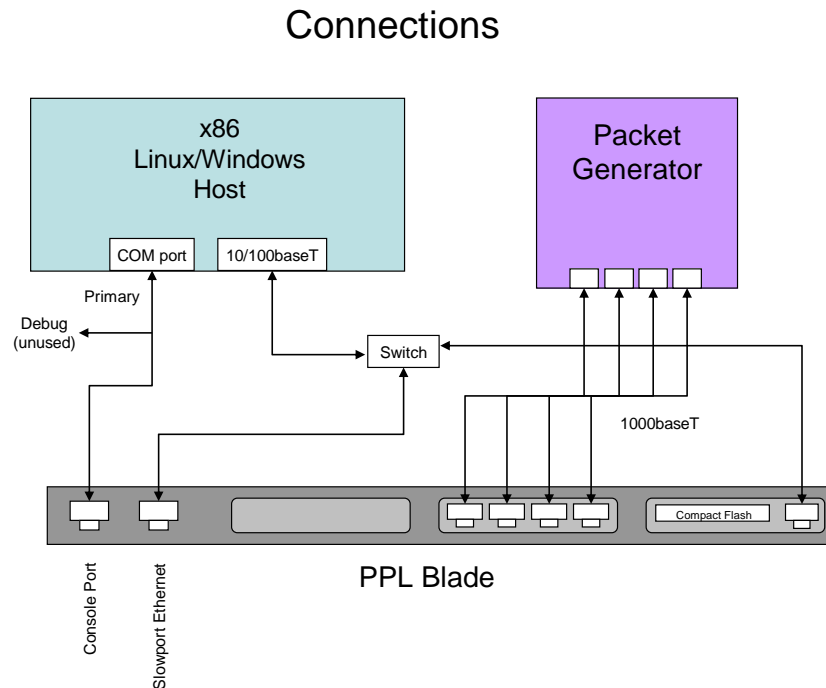 Connections
x86
Linux/Windows
Host
Packet
Generator
COM port
10/100baseT
Primary
Debug
(unused)
Switch
1000baseT
Compact Flash
PPL Blade
Console Port
Slowport Ethernet